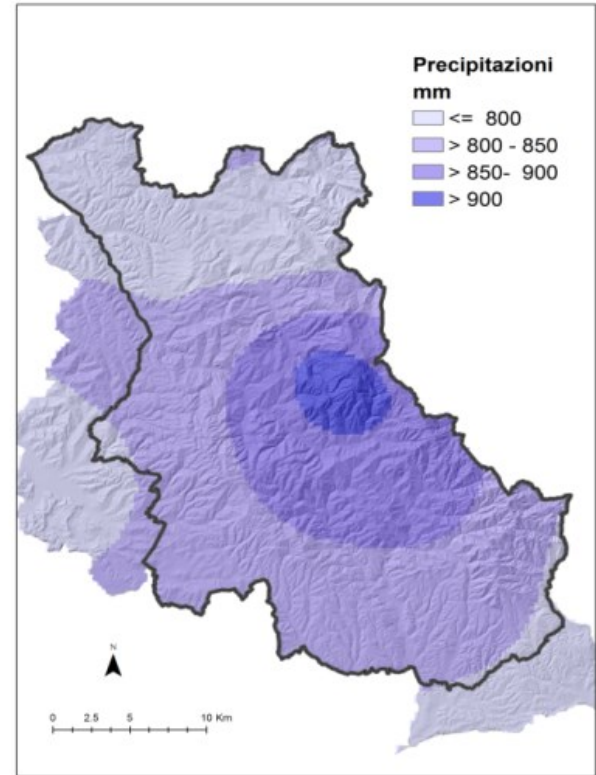 Precipitazioni
mm
<= 800
> 800 - 850
> 850- 900
> 900
N
0 2.5 5 10 Km